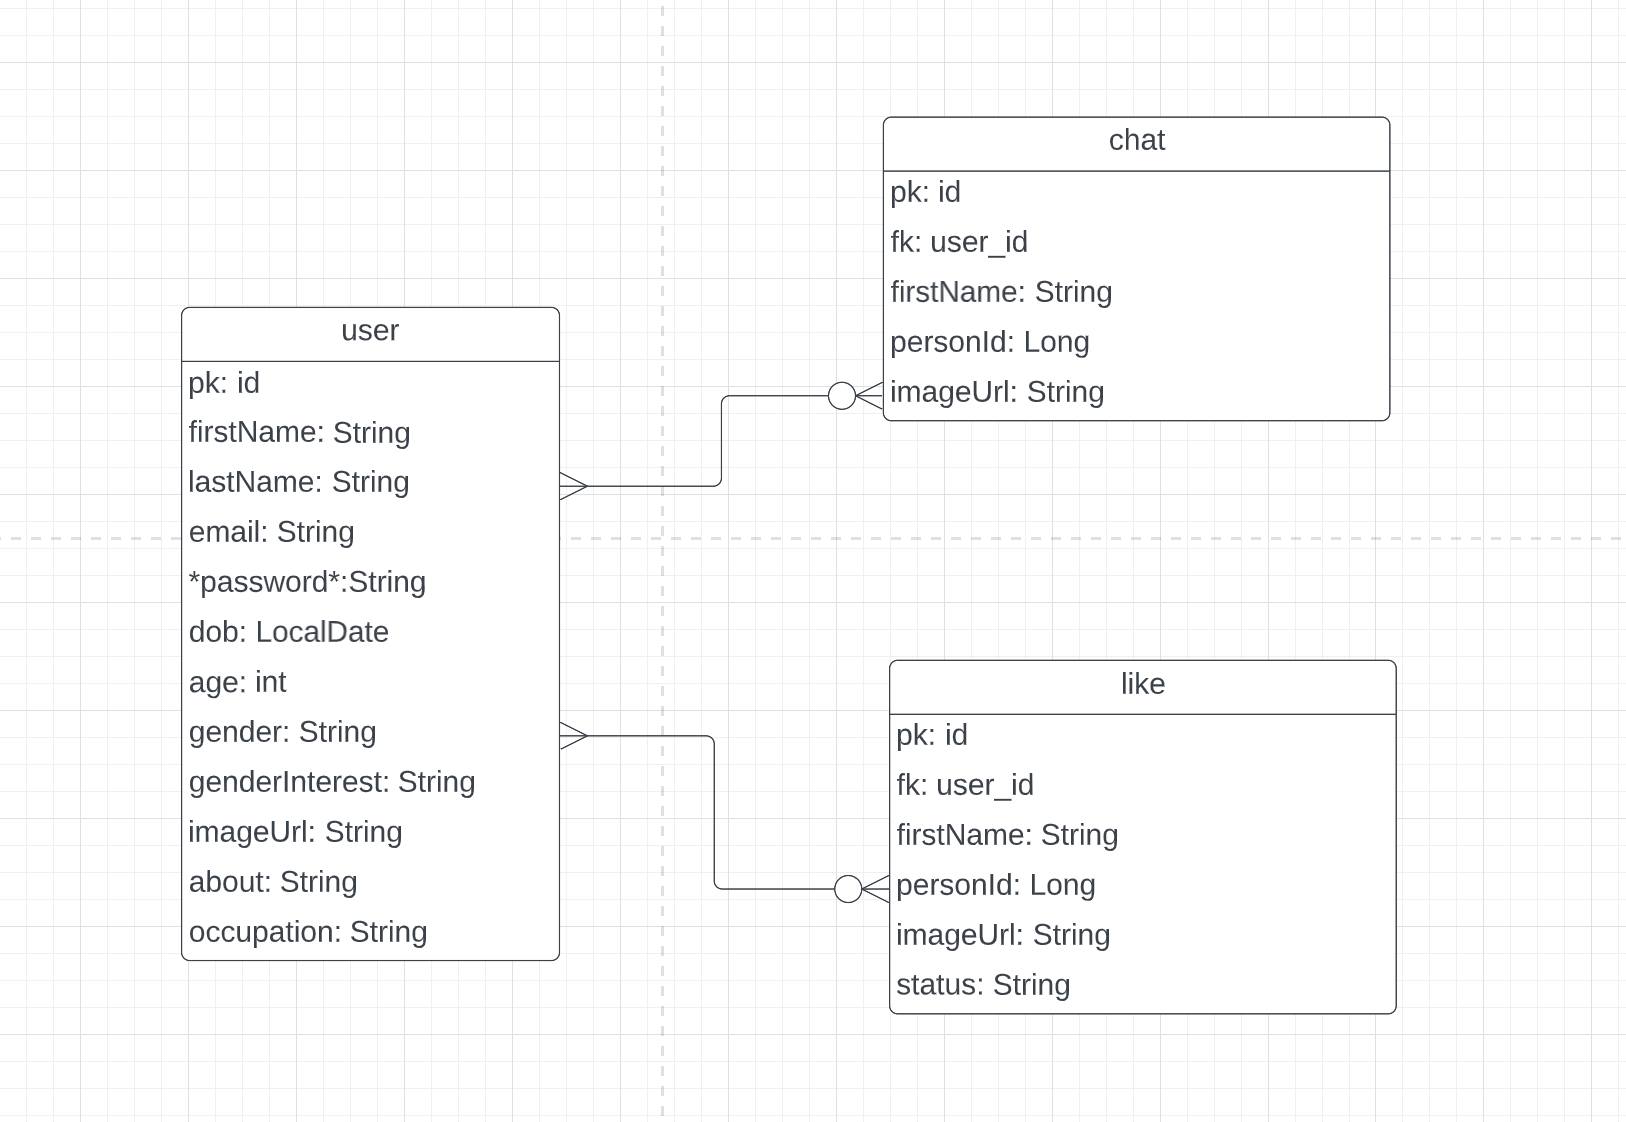 chat
pk: id
fk: user_id
firstName: String
personId: Long
imageUrl: String
user
pk: id
firstName: String
lastName: String
email: String
*password*:String
dob: LocalDate
age: int
gender: String
genderInterest: String
imageUrl: String
about: String
occupation: String
like
pk: id
fk: user_id
firstName: String
personId: Long
imageUrl: String
status: String